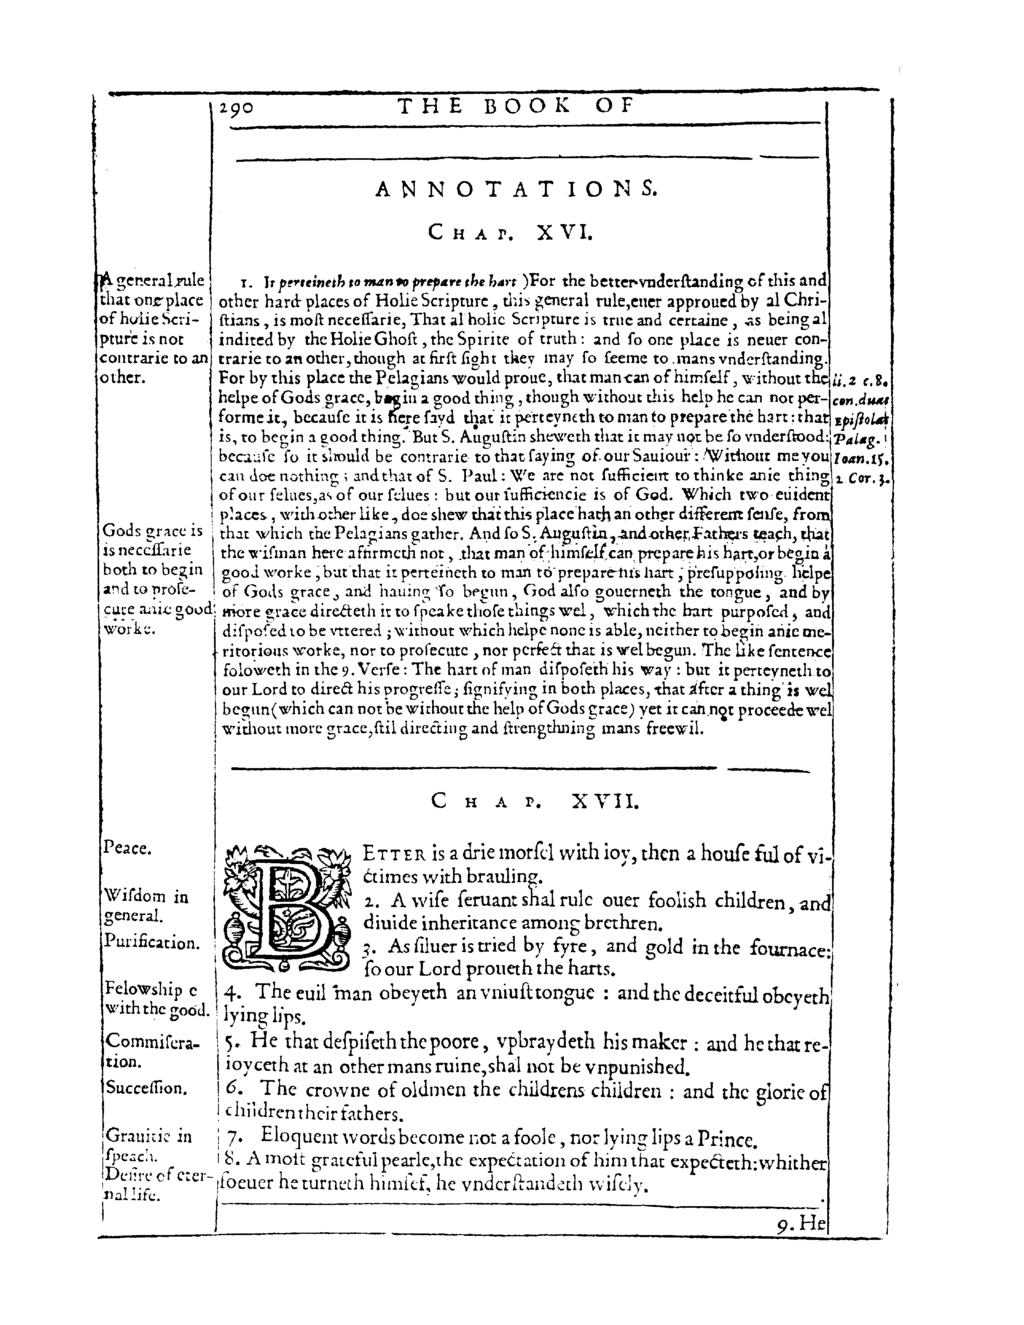 290 THE BOOK OF
ANNOTATIONS.
CHAP. XVI.
A general rule
that one place
of holie Scri-
pture is not
contrarie to an
other.
1. It perteineth to man to prepare the hart )For the better vnderſtanding of this and
other hard places of Holie Scripture, this general rule,euer approued by al Chri-
ſtians, is moſt neceſſarie, That al holie Scripture is true and certaine, as being al
indited by the Holie Ghoſt, the Spirite of truth: and ſo one place is neuer con-
trarie to an other,though at firſt ſight they may ſo ſeeme to mans vnderſtanding.
For by this place the Pelagians would proue, that man can of himſelf, without the
helpe of Gods grace, begin a good thing, though without this help he can not per-
forme it, becauſe it is here ſayd that it perteyneth to man to prepare the hart: that
is, to begin a good thing. But S. Auguſtin sheweth that it may not be ſo vnderſtood:
becauſe ſo it should be contrarie to that ſaying of our Sauiour: Without me you
can doe nothing; and that of S. Paul: We are not ſufficient to thinke anie thing
of our ſelues,as of our ſelues: but our ſufficiencie is of God. Which two euident
places, with other like, doe shew that this place hath an other different ſenſe, from
that which the Pelagians gather. And ſo S. Auguſtin, and other Fathers teach, that
the wiſman here affirmeth not, that man of himſelf can prepare his hart,or begin a
good worke, but that it perteineth to man to prepare his hart, preſuppoſing helpe
of Gods grace, and hauing ſo begun, God alſo gouerneth the tongue, and by
more grace directeth it to ſpeake thoſe things wel, which the hart purpoſed, and
diſpoſed to be vttered; without which helpe none is able, neither to begin anie me-
ritorious worke, nor to proſecute, nor perfect that is wel begun. The like ſentence
foloweth in the 9. Verſe: The hart of man diſpoſeth his way: but it perteyneth to
our Lord to direct his progreſſe; ſignifying in both places, that after a thing is wel
begun(which can not be without the help of Gods grace) yet it can not proceede wel
without more grace,ſtil directing and ſtrengthning mans freewil.
li. 2 c. 8.
con. duas
Epiſtolas
Palag.
Ioan. 15.
2. Cor. 3.
Gods grace is
is neceſſarie
both to begin
and to proſe-
cute anie good
worke.
CHAP. XVII.
Peace.
BETTER is a drie morſel with ioy, then a houſe ful of vi-
ctimes with brauling.
Wiſdom in
general.
2. A wiſe ſeruant shal rule ouer foolish children, and
diuide inheritance among brethren.
Purification.
3. As ſiluer is tried by fyre, and gold in the fournace:
ſo our Lord proueth the harts.
Felowship c
with the good.
4. The euil man obeyeth an vniuſt tongue: and the deceitful obeyeth
lying lips.
Commiſera-
tion.
5. He that deſpiſeth the poore, vpbraydeth his maker: and he that re-
ioyceth at an other mans ruine,shal not be vnpunished.
Succeſſion.
6. The crowne of oldmen the childrens children: and the glorie of
children their fathers.
Grauitie in
ſpeach.
7. Eloquent words become not a foole, nor lying lips a Prince.
Deſire of eter-
nal life.
8. A moſt grateful pearle,the expectation of him that expecteth:whither
ſoeuer he turneth himſelf, he vnderſtandeth wiſely.
9. He